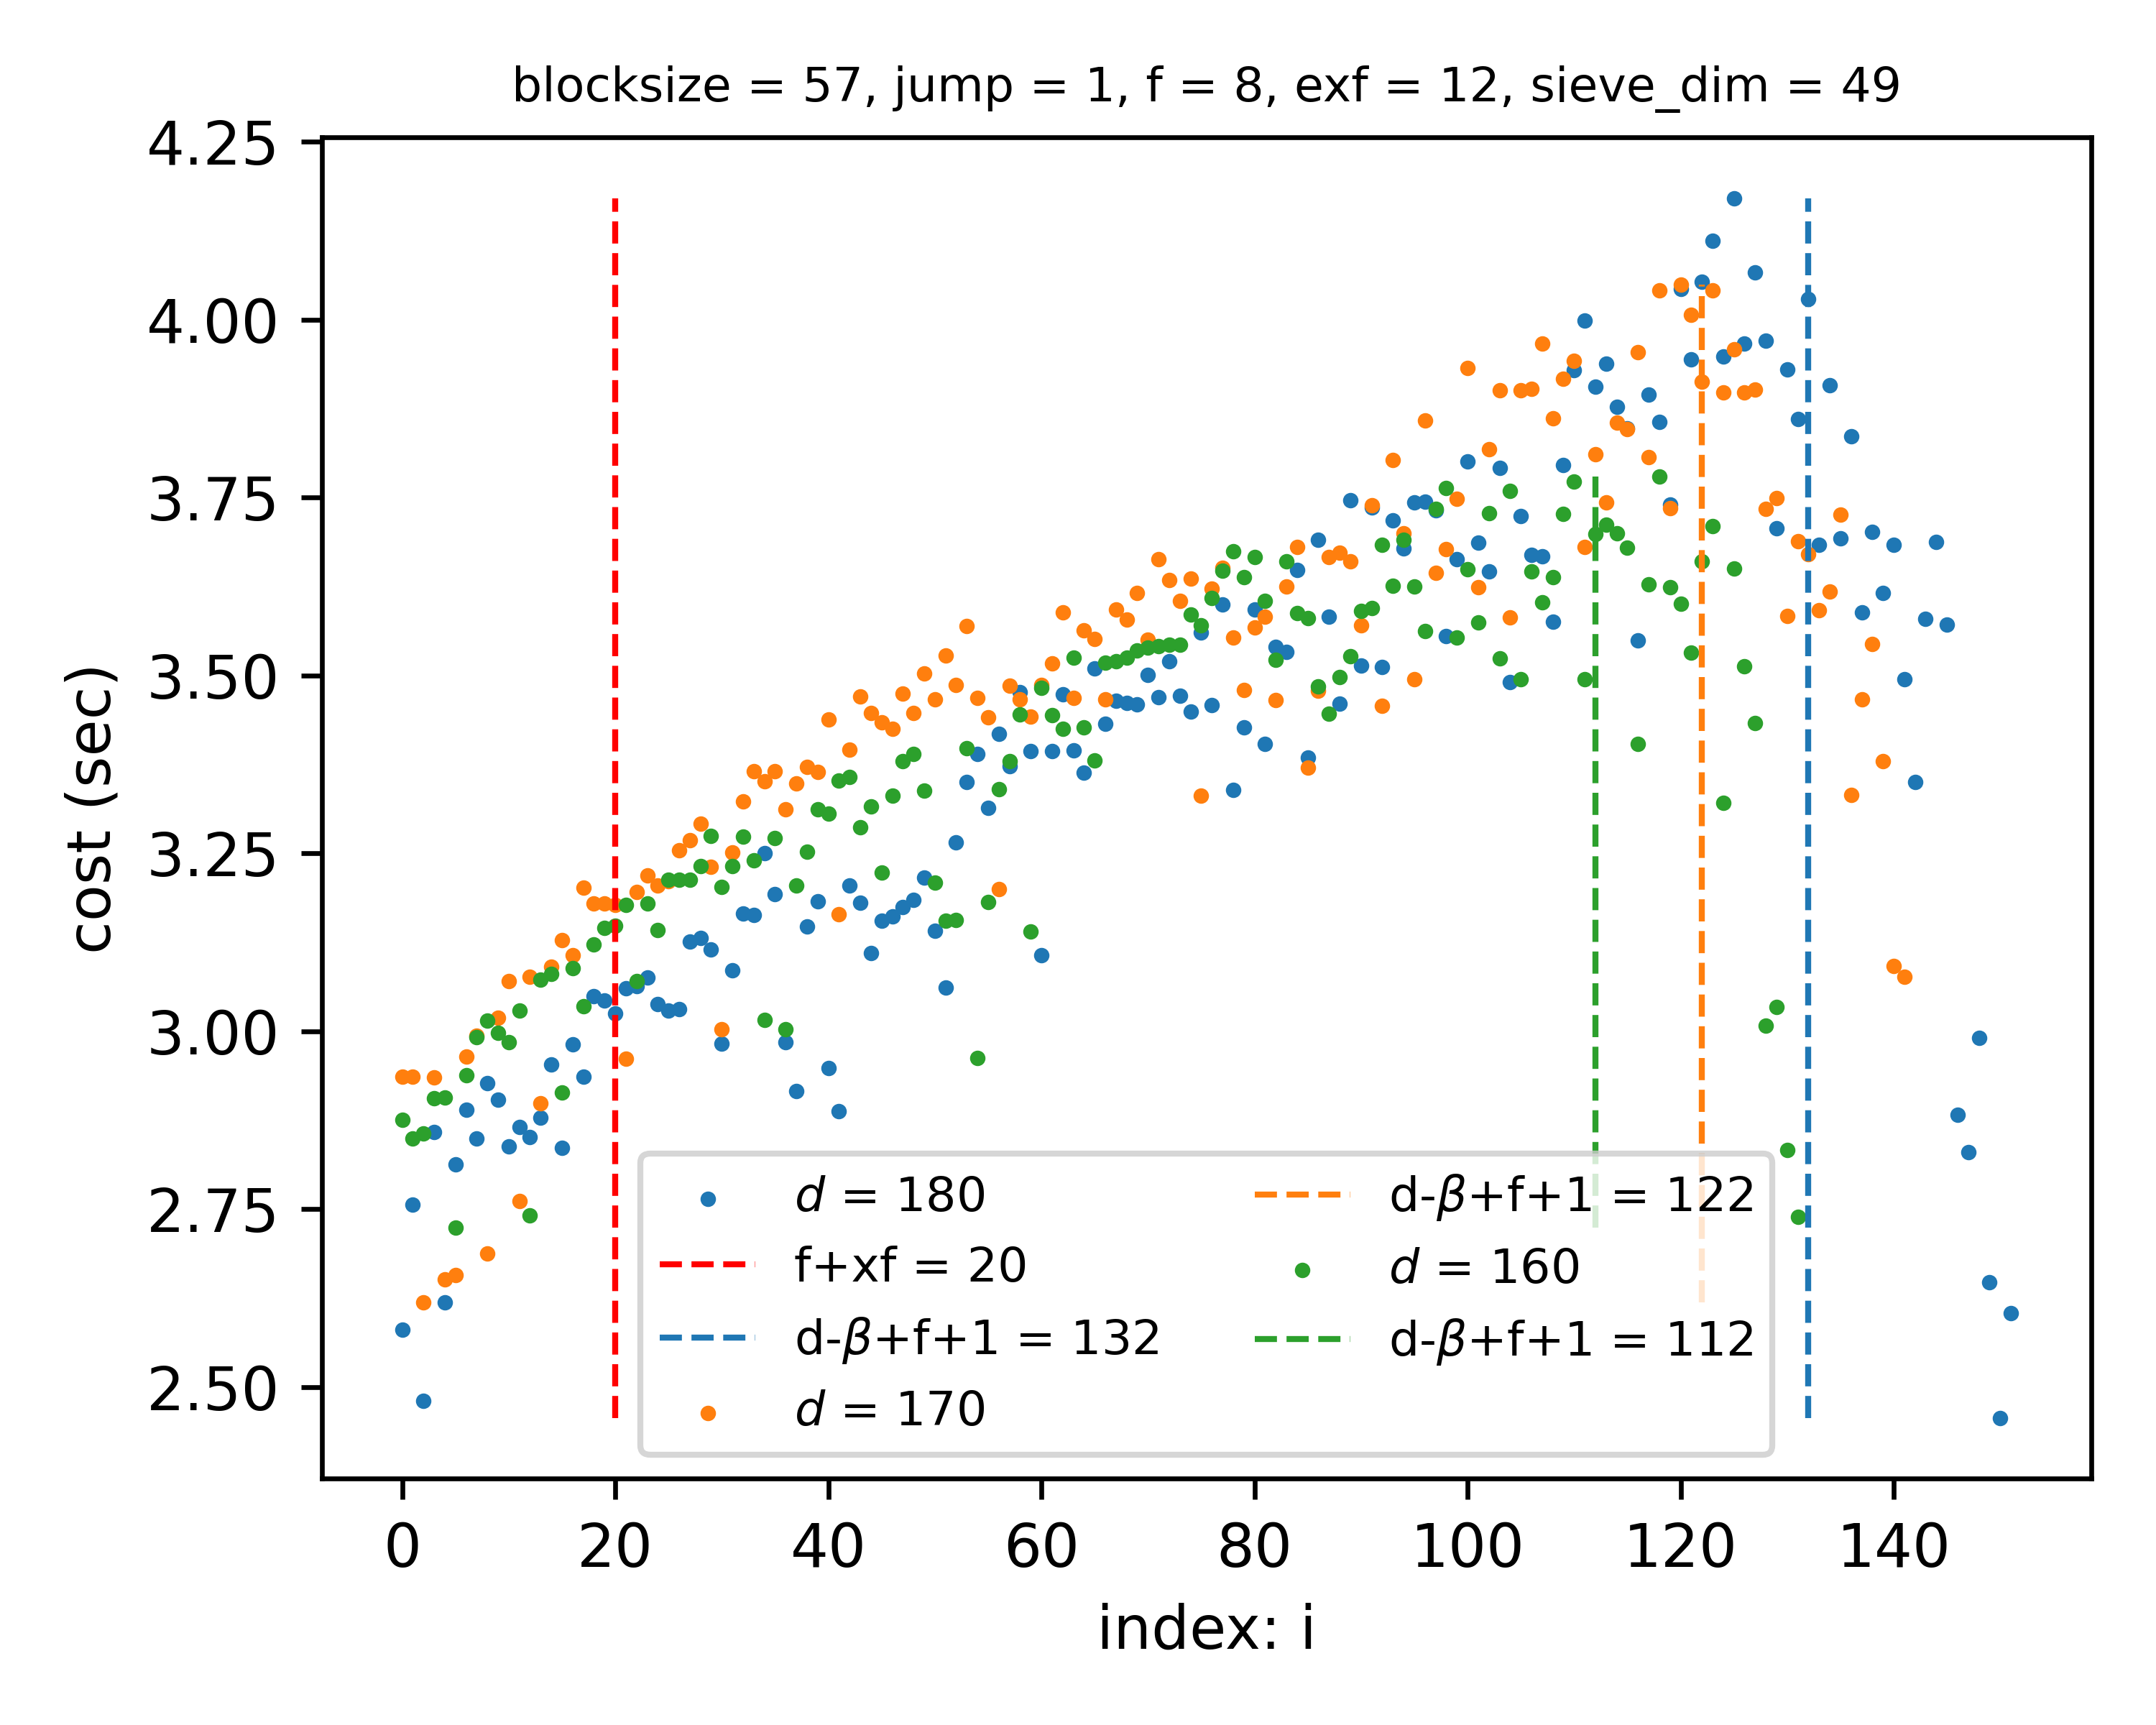 blocksize = 57, jump = 1, f = 8, exf = 12, sieve_dim = 49
4.25
4.00
3.75
3.50
3.25
3.00
2.75
2.50
cost (sec)
d = 180
f+xf = 20
d-β+f+1 = 132
d = 170
d-β+f+1 = 122
d = 160
d-β+f+1 = 112
0 20 40 60 80 100 120 140
index: i